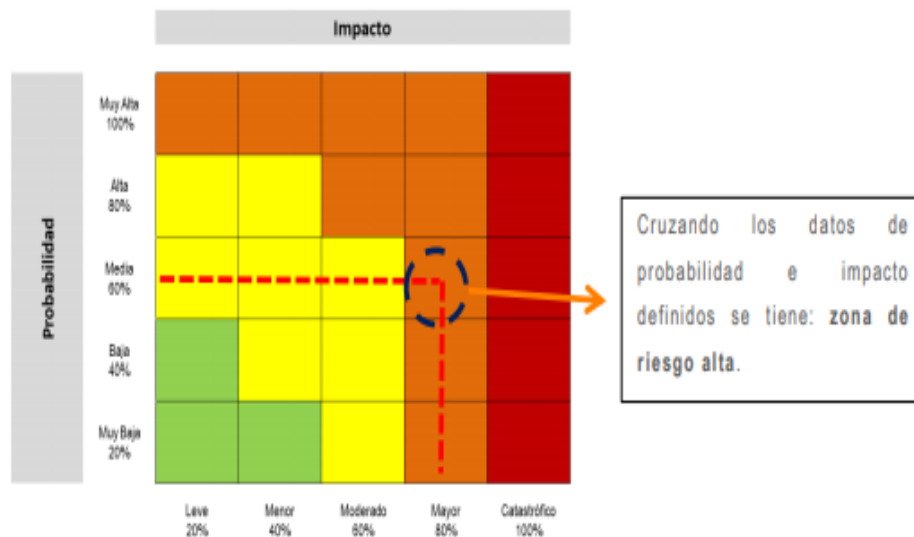 Impacto
Probabilidad
Muy Alta
100%
Alta
80%
Media
60%
Baja
40%
Muy Baja
20%
Leve
20%
Menor
40%
Moderado
60%
Mayor
80%
Catastrófico
100%
Cruzando los datos de
probabilidad e impacto
definidos se tiene: zona de
riesgo alta.